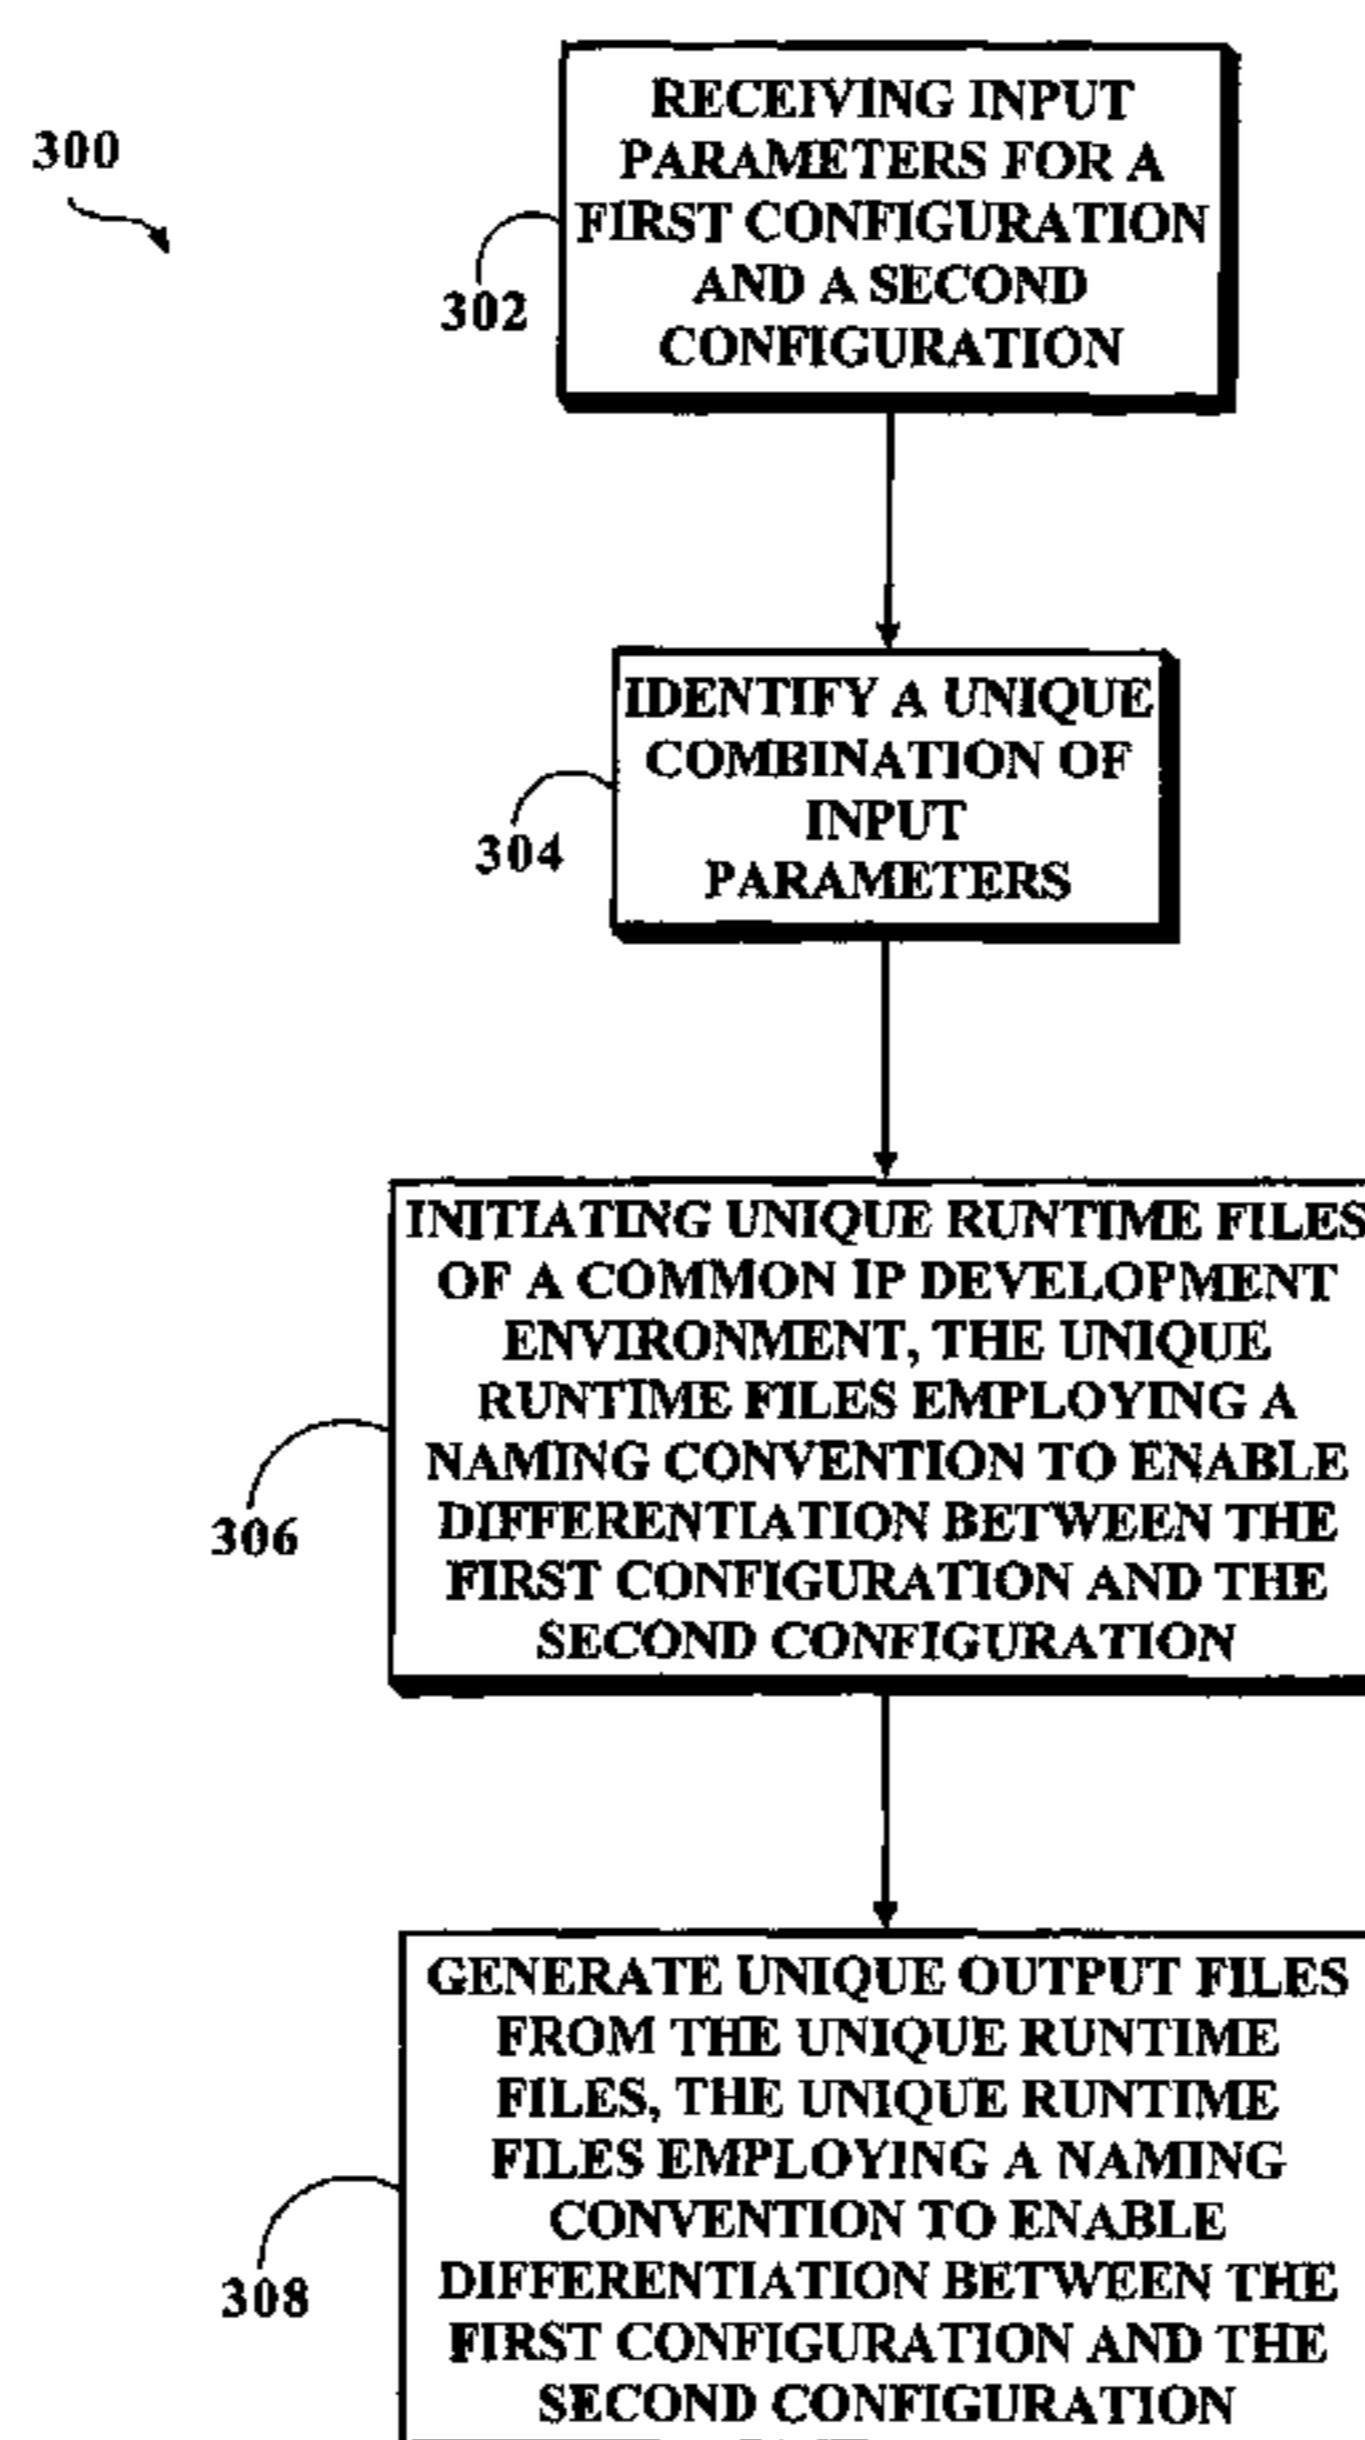 300
RECEIVING INPUT
PARAMETERS FOR A
FIRST CONFIGURATION
AND A SECOND
CONFIGURATION
302
IDENTIFY A UNIQUE
COMBINATION OF
INPUT
PARAMETERS
304
INITIATING UNIQUE RUNTIME FILES
OF A COMMON IP DEVELOPMENT
ENVIRONMENT, THE UNIQUE
RUNTIME FILES EMPLOYING A
NAMING CONVENTION TO ENABLE
DIFFERENTIATION BETWEEN THE
FIRST CONFIGURATION AND THE
SECOND CONFIGURATION
306
GENERATE UNIQUE OUTPUT FILES
FROM THE UNIQUE RUNTIME
FILES, THE UNIQUE RUNTIME
FILES EMPLOYING A NAMING
CONVENTION TO ENABLE
DIFFERENTIATION BETWEEN THE
FIRST CONFIGURATION AND THE
SECOND CONFIGURATION
308